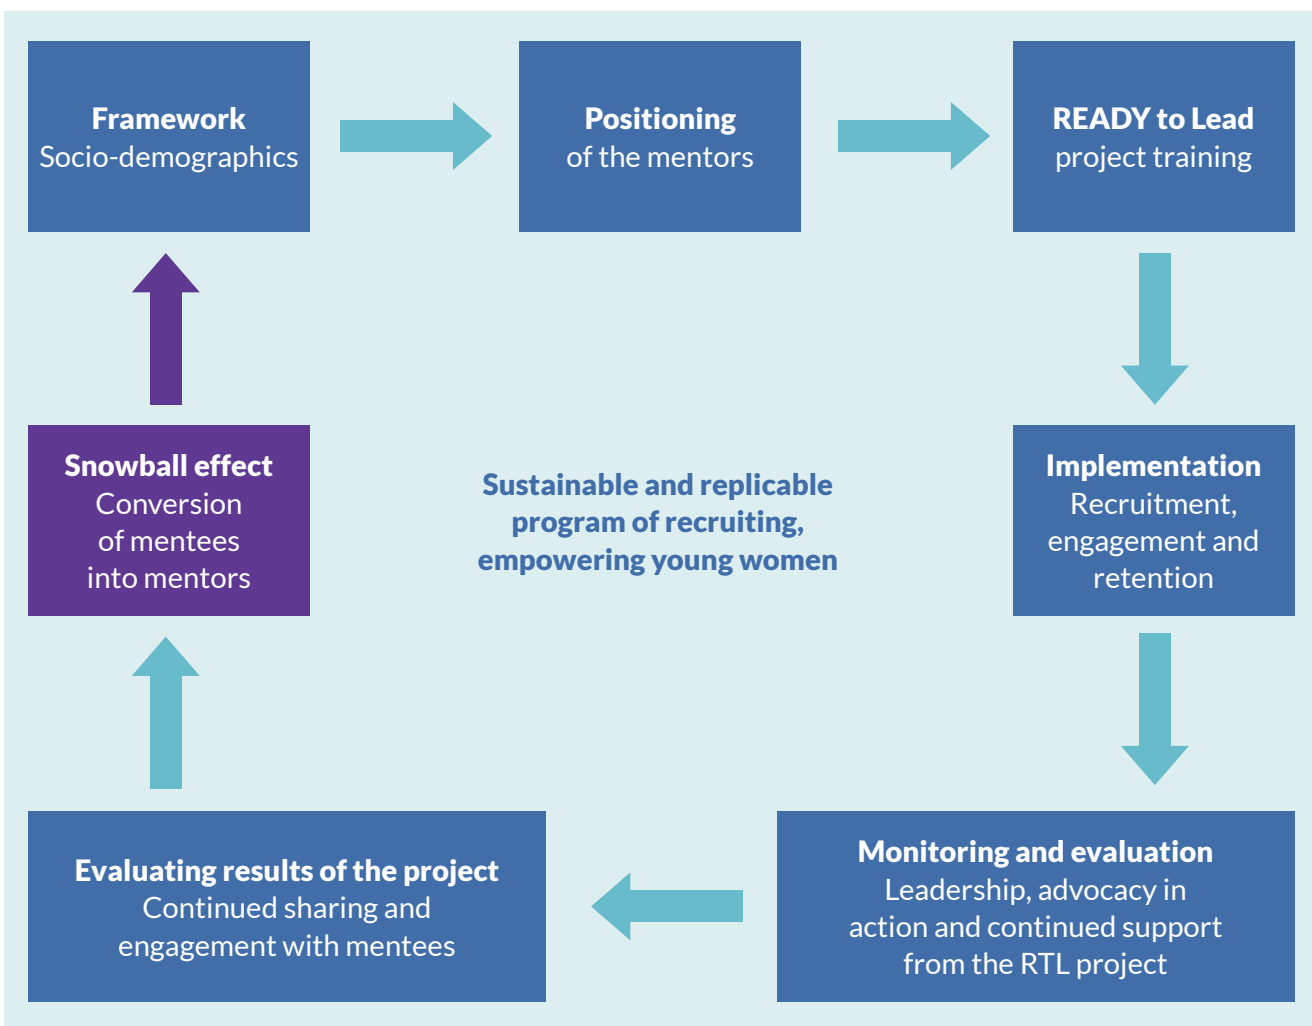 Framework
Socio-demographics
Positioning
of the mentors
READY to Lead
project training
Snowball effect
Conversion
of mentees
into mentors
Sustainable and replicable
program of recruiting,
empowering young women
Implementation
Recruitment,
engagement and
retention
Evaluating results of the project
Continued sharing and
engagement with mentees
Monitoring and evaluation
Leadership, advocacy in
action and continued support
from the RTL project